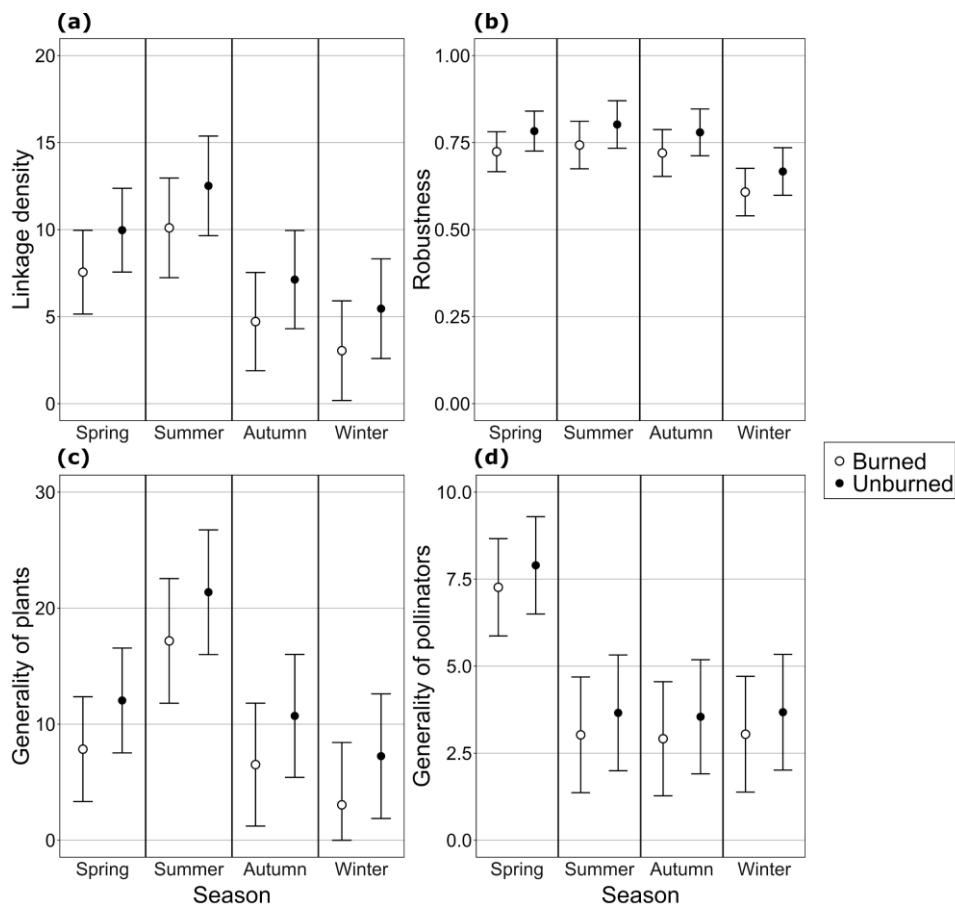 (a)
20
15
10
5
0
Linkage density
Spring Summer Autumn Winter
(b)
1.00
0.75
0.50
0.25
0.00
Robustness
Spring Summer Autumn Winter
(c)
30
20
10
0
Generality of plants
Spring Summer Autumn Winter
Season
(d)
10.0
7.5
5.0
2.5
0.0
Generality of pollinators
Spring Summer Autumn Winter
Season
Burned
Unburned